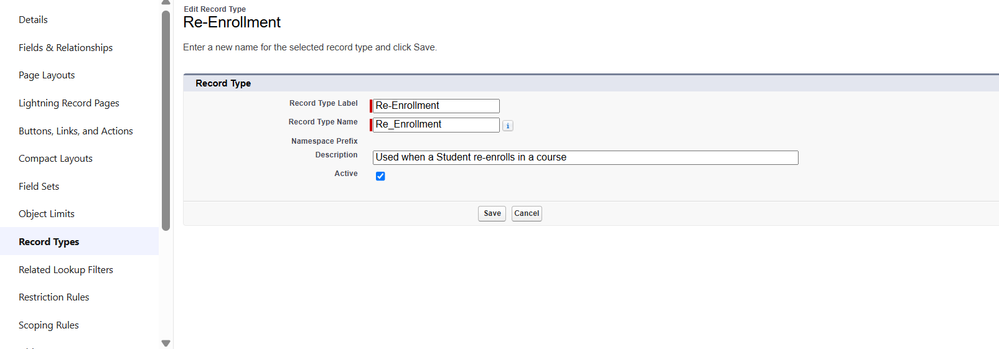 Details
Fields & Relationships
Page Layouts
Lightning Record Pages
Buttons, Links, and Actions
Compact Layouts
Field Sets
Object Limits
Record Types
Related Lookup Filters
Restriction Rules
Scoping Rules
Edit Record Type
Re-Enrollment
Enter a new name for the selected record type and click Save.
Record Type
Record Type Label Re-Enrollment
Record Type Name Re_Enrollment i
Namespace Prefix
Description Used when a Student re-enrolls in a course
Active
Save Cancel